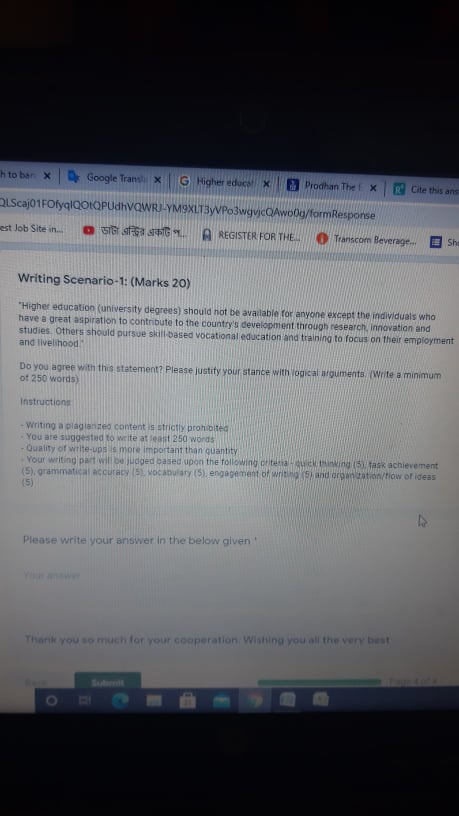 h to ban
Google Transl
Higher educat
Prodhan The E
Cite this ans
/formResponse
est Job Site in...
ডাটা এন্ট্রির একটি প...
REGISTER FOR THE...
Transcom Beverage...
Sh
Writing Scenario-1: (Marks 20)
"Higher education (university degrees) should not be available for anyone except the individuals who
have a great aspiration to contribute to the country's development through research, innovation and
studies. Others should pursue skill-based vocational education and training to focus on their employment
and livelihood."
Do you agree with this statement? Please justify your stance with logical arguments. (Write a minimum
of 250 words)
Instructions:
- Writing a plagiarized content is strictly prohibited
- You are suggested to write at least 250 words
- Quality of write-ups is more important than quantity
- Your writing part will be judged based upon the following criteria - quick thinking (5), task achievement
(5), grammatical accuracy (5), vocabulary (5), engagement of writing (5) and organization/flow of ideas
(5)
Please write your answer in the below given *
Your answer
Thank you so much for your cooperation. Wishing you all the very best
Back
Submit
Page 4 of 4